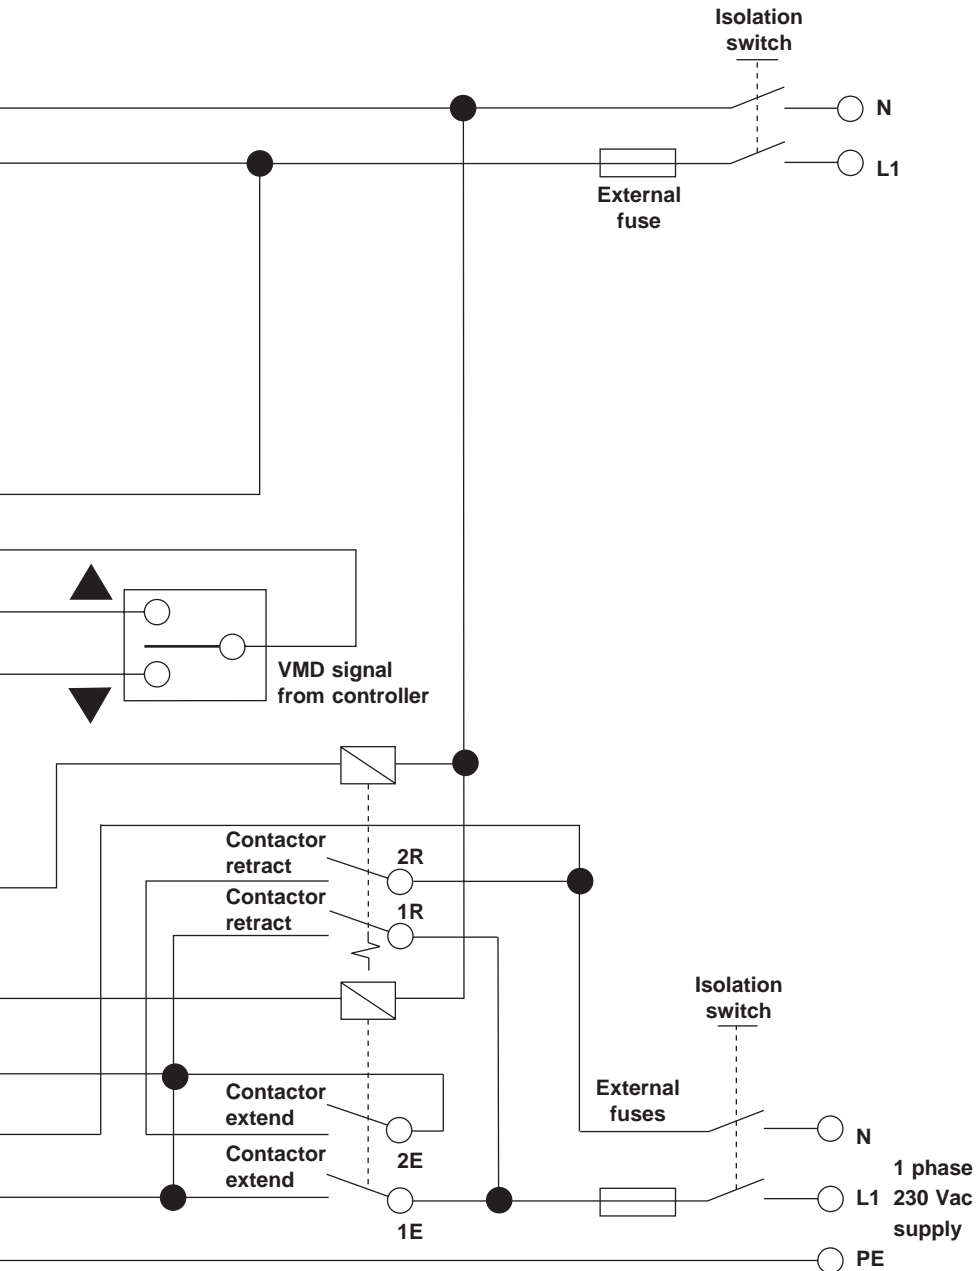 Isolation
switch
N
L1
External
fuse
VMD signal
from controller
Contactor
retract
2R
Contactor
retract
1R
Isolation
switch
Contactor
extend
2E
External
fuses
N
Contactor
extend
1E
1 phase
L1 230 Vac
supply
PE